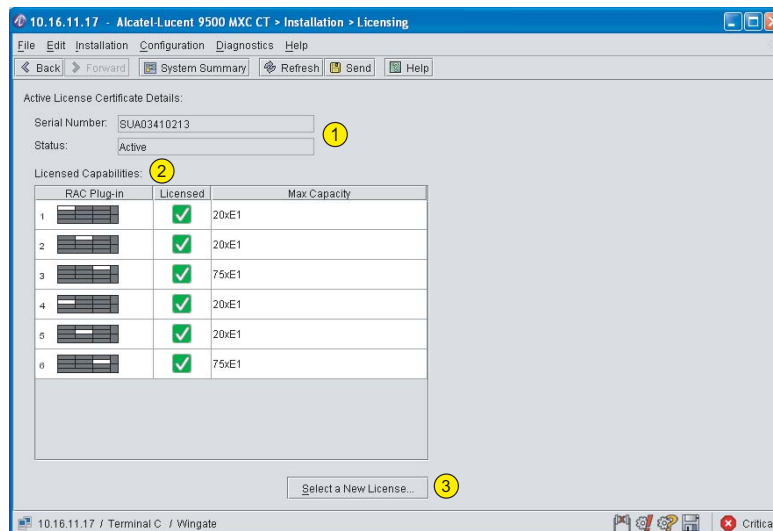 10.16.11.17 - Alcatel-Lucent 9500 MXC CT > Installation > Licensing
File Edit Installation Configuration Diagnostics Help
Back Forward System Summary Refresh Send Help
Active License Certificate Details:
Serial Number: SUA03410213
1
Status: Active
Licensed Capabilities: 2
RAC Plug-in Licensed Max Capacity
1 20xE1
2 20xE1
3 75xE1
4 20xE1
5 20xE1
6 75xE1
Select a New License... 3
10.16.11.17 / Terminal C / Wingate Critica